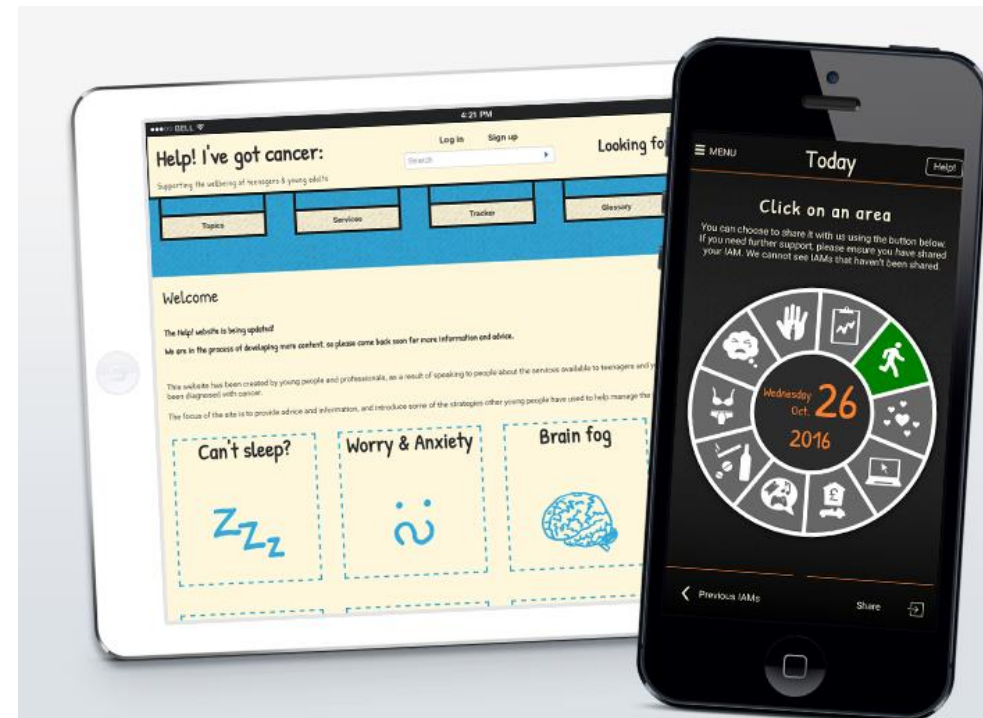 BELL
4:21 PM
Help! I've got cancer:
Log in Sign up
Looking fo
Search
Supporting the wellbeing of teenagers & young adults
Topics
Services
Tracker
Glossary
Welcome
The Help! website is being updated!
We are in the process of developing more content, so please come back soon for more information and advice.
This website has been created by young people and professionals, as a result of speaking to people about the services available to teenagers and y
been diagnosed with cancer.
The focus of the site is to provide advice and information, and introduce some of the strategies other young people have used to help manage the
Can't sleep?
Worry & Anxiety
Brain fog
ZZz
MENU
Today
Help!
Click on an area
You can choose to share it with us using the button below.
If you need further support, please ensure you have shared
your IAM. We cannot see IAMs that haven't been shared.
Wednesday
Oct. 26
2016
£
Previous IAMs
Share